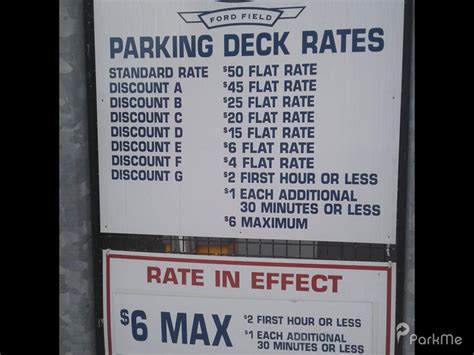 FORD FIELD
PARKING DECK RATES
STANDARD RATE $50 FLAT RATE
DISCOUNT A $45 FLAT RATE
DISCOUNT B $25 FLAT RATE
DISCOUNT C $20 FLAT RATE
DISCOUNT D $15 FLAT RATE
DISCOUNT E $6 FLAT RATE
DISCOUNT F $4 FLAT RATE
DISCOUNT G $2 FIRST HOUR OR LESS
$1 EACH ADDITIONAL
30 MINUTES OR LESS
$6 MAXIMUM
RATE IN EFFECT
$6 MAX
$2 FIRST HOUR OR LESS
$1 EACH ADDITIONAL
30 MINUTES OR LESS
ParkMe